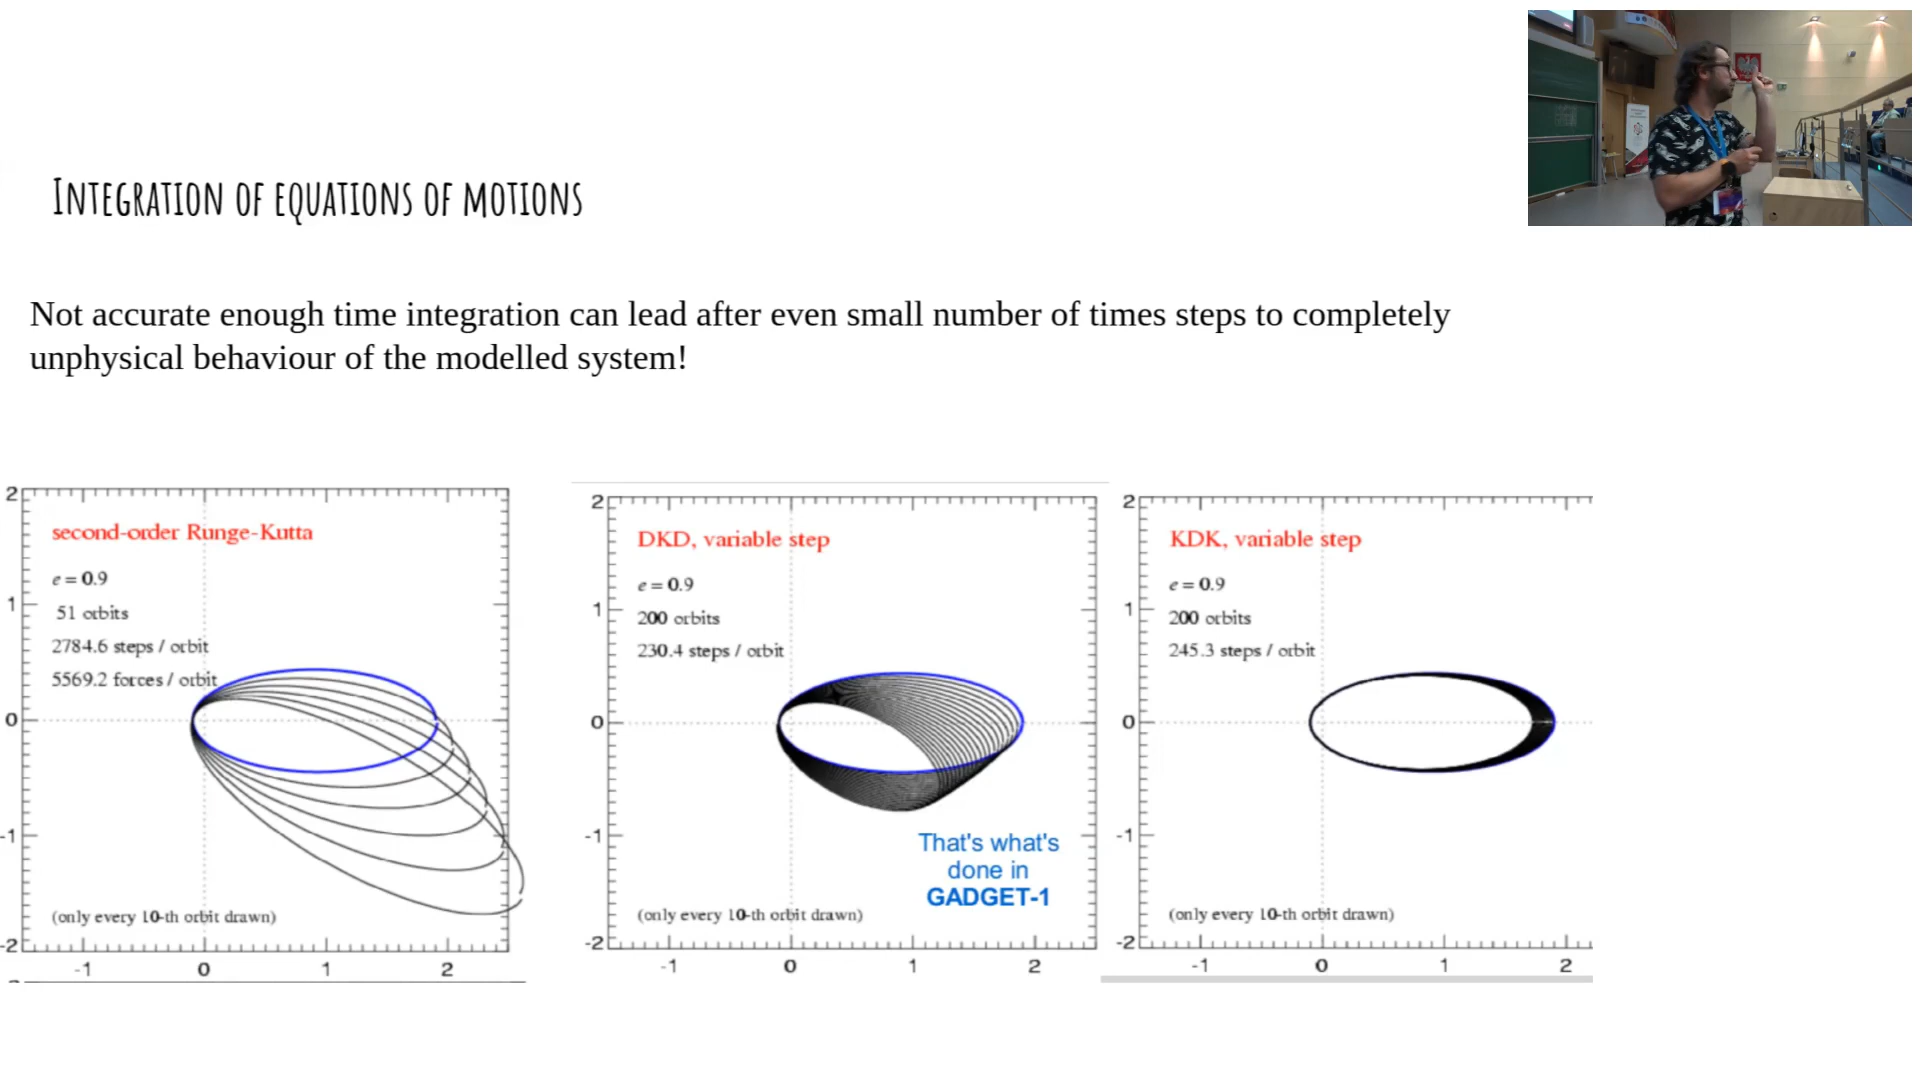 INTEGRATION OF EQUATIONS OF MOTIONS
Not accurate enough time integration can lead after even small number of times steps to completely
unphysical behaviour of the modelled system!
2
second-order Runge-Kutta
e = 0.9
1
51 orbits
2784.6 steps / orbit
5569.2 forces / orbit
0
-1
(only every 10-th orbit drawn)
-2
-1 0 1 2
2
DKD, variable step
e = 0.9
1
200 orbits
230.4 steps / orbit
0
-1
That's what's
done in
GADGET-1
(only every 10-th orbit drawn)
-2
-1 0 1 2
2
KDK, variable step
e = 0.9
1
200 orbits
245.3 steps / orbit
0
-1
(only every 10-th orbit drawn)
-2
-1 0 1 2